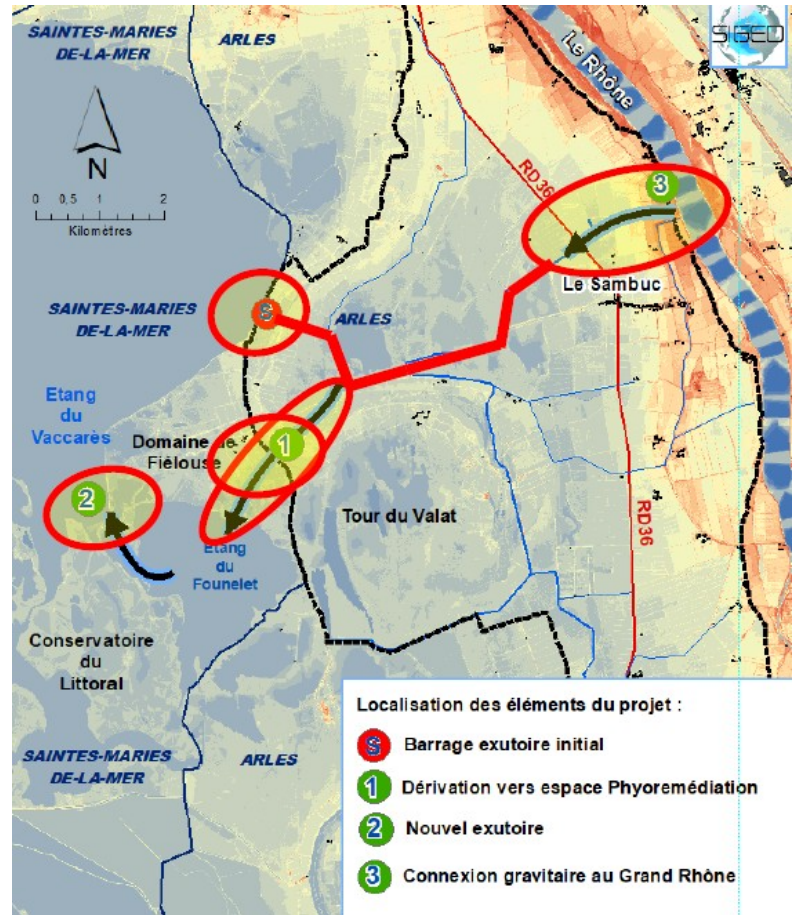 SAINTES-MARIES
DE-LA-MER
ARLES
SIGED
Le Rhône
N
0 0,5 1 2
Kilomètres
RD36
3
Le Sambuc
SAINTES-MARIES
DE-LA-MER
S
ARLES
Etang
du
Vaccarès
Domaine de
Fiélouse
1
2
Tour du Valat
RD36
Etang
du
Founelet
Conservatoire
du
Littoral
SAINTES-MARIES
DE-LA-MER
ARLES
Localisation des éléments du projet :
S Barrage exutoire initial
1 Dérivation vers espace Phyoremédiation
2 Nouvel exutoire
3 Connexion gravitaire au Grand Rhône